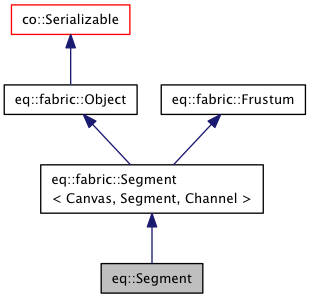 co::Serializable
eq::fabric::Object
eq::fabric::Frustum
eq::fabric::Segment
< Canvas, Segment, Channel >
eq::Segment